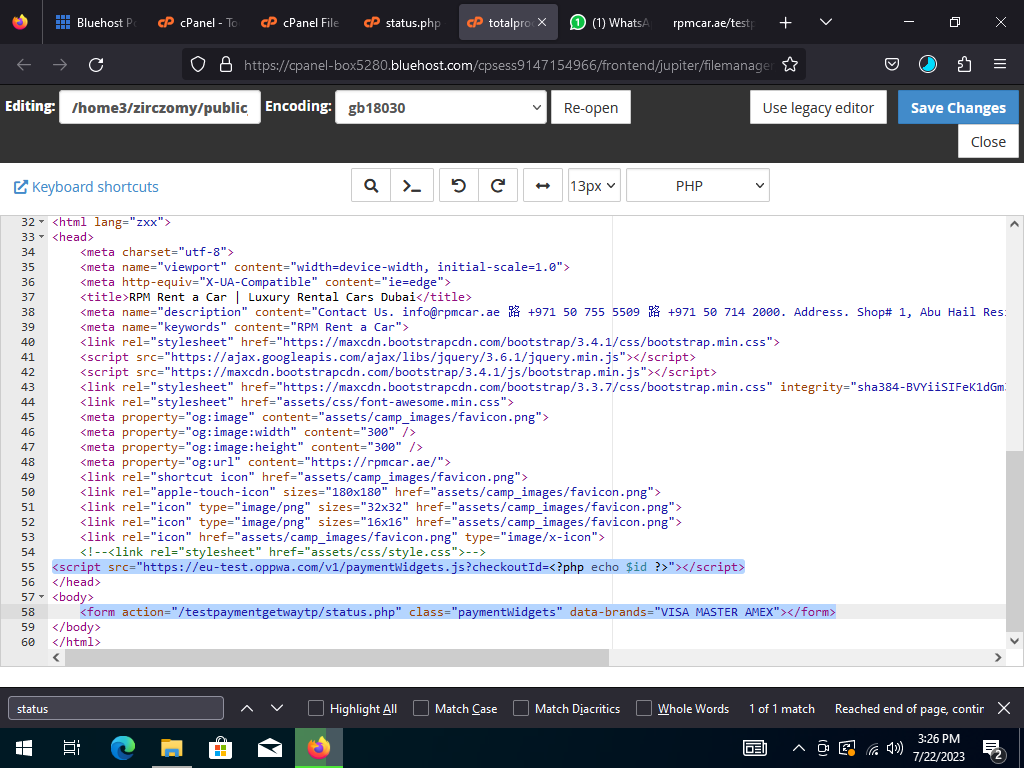 Bluehost P
cPanel - To
cPanel File
status.php
totalproc
(1) WhatsA
rpmcar.ae/testp
https://cpanel-box5280.bluehost.com/cpsess9147154966/frontend/jupiter/filemanager
Editing:
/home3/zirczomy/public_
Encoding:
gb18030
Re-open
Use legacy editor
Save Changes
Close
Keyboard shortcuts
13px
PHP
32 <html lang="zxx">
33 <head>
34 <meta charset="utf-8">
35 <meta name="viewport" content="width=device-width, initial-scale=1.0">
36 <meta http-equiv="X-UA-Compatible" content="ie=edge">
37 <title>RPM Rent a Car | Luxury Rental Cars Dubai</title>
38 <meta name="description" content="Contact Us. info@rpmcar.ae 路 +971 50 755 5509 路 +971 50 714 2000. Address. Shop# 1, Abu Hail Resi
39 <meta name="keywords" content="RPM Rent a Car">
40 <link rel="stylesheet" href="https://maxcdn.bootstrapcdn.com/bootstrap/3.4.1/css/bootstrap.min.css">
41 <script src="https://ajax.googleapis.com/ajax/libs/jquery/3.6.1/jquery.min.js"></script>
42 <script src="https://maxcdn.bootstrapcdn.com/bootstrap/3.4.1/js/bootstrap.min.js"></script>
43 <link rel="stylesheet" href="https://maxcdn.bootstrapcdn.com/bootstrap/3.3.7/css/bootstrap.min.css" integrity="sha384-BVYiiSIFeK1dGm
44 <link rel="stylesheet" href="assets/css/font-awesome.min.css">
45 <meta property="og:image" content="assets/camp_images/favicon.png">
46 <meta property="og:image:width" content="300" />
47 <meta property="og:image:height" content="300" />
48 <meta property="og:url" content="https://rpmcar.ae/">
49 <link rel="shortcut icon" href="assets/camp_images/favicon.png">
50 <link rel="apple-touch-icon" sizes="180x180" href="assets/camp_images/favicon.png">
51 <link rel="icon" type="image/png" sizes="32x32" href="assets/camp_images/favicon.png">
52 <link rel="icon" type="image/png" sizes="16x16" href="assets/camp_images/favicon.png">
53 <link rel="icon" href="assets/camp_images/favicon.png" type="image/x-icon">
54 <!--<link rel="stylesheet" href="assets/css/style.css">-->
55 <script src="https://eu-test.oppwa.com/v1/paymentWidgets.js?checkoutId=<?php echo $id ?>"></script>
56 </head>
57 <body>
58 <form action="/testpaymentgetwaytp/status.php" class="paymentWidgets" data-brands="VISA MASTER AMEX"></form>
59 </body>
60 </html>
status
Highlight All
Match Case
Match Diacritics
Whole Words
1 of 1 match
Reached end of page, contin
3:26 PM
7/22/2023
2